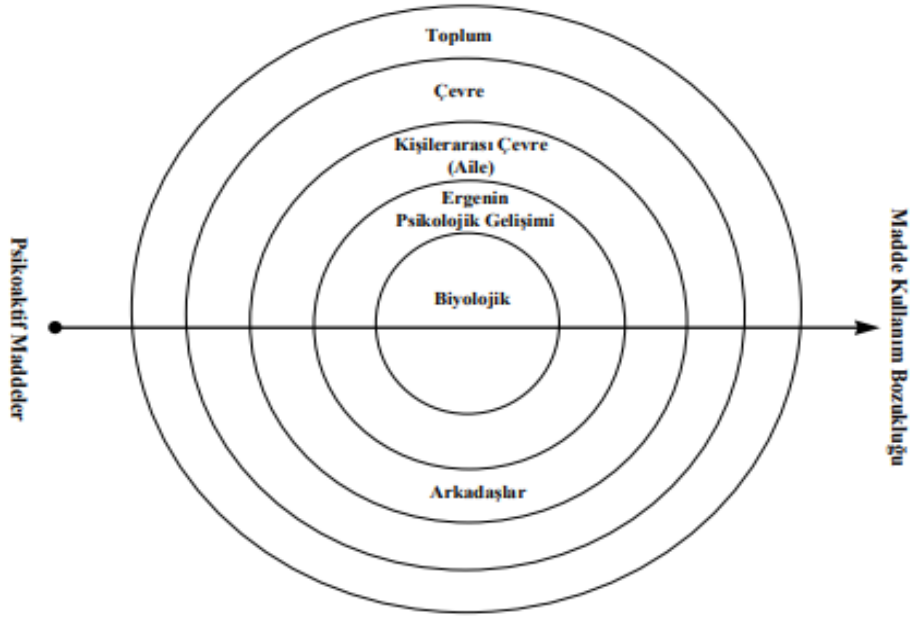 Toplum
Çevre
Kişilerarası Çevre
(Aile)
Ergenin
Psikolojik Gelişimi
Biyolojik
Arkadaşlar
Psikoaktif Maddeler
Madde Kullanım Bozukluğu